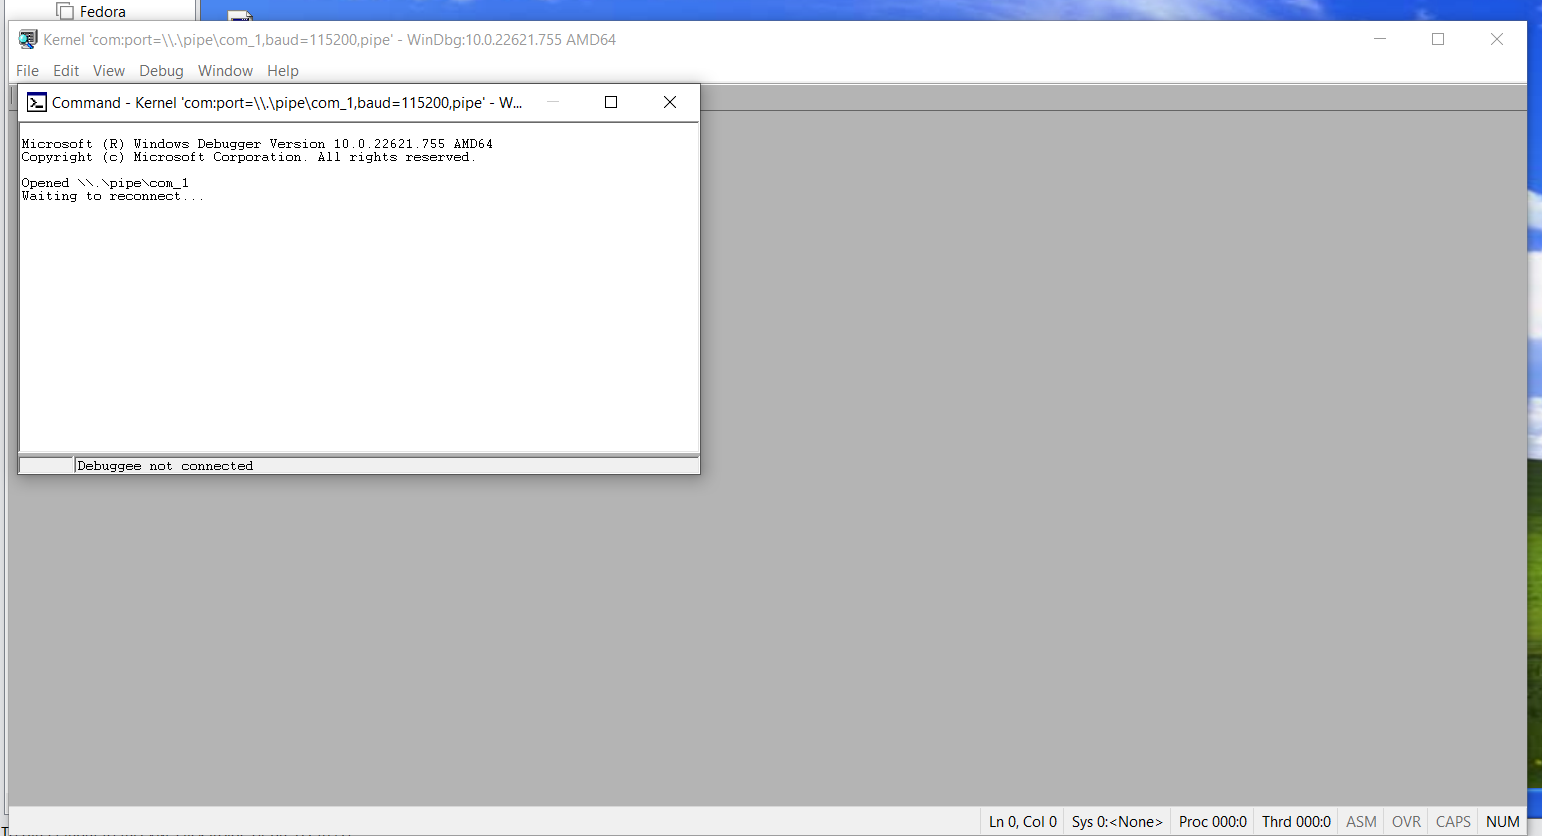 Fedora
Kernel 'com:port=\\.\pipe\com_1,baud=115200,pipe' - WinDbg:10.0.22621.755 AMD64
File Edit View Debug Window Help
Command - Kernel 'com:port=\\.\pipe\com_1,baud=115200,pipe' - W...
Microsoft (R) Windows Debugger Version 10.0.22621.755 AMD64
Copyright (c) Microsoft Corporation. All rights reserved.
Opened \\.\pipe\com_1
Waiting to reconnect...
Debuggee not connected
Ln 0, Col 0 Sys 0:<None> Proc 000:0 Thrd 000:0 ASM OVR CAPS NUM